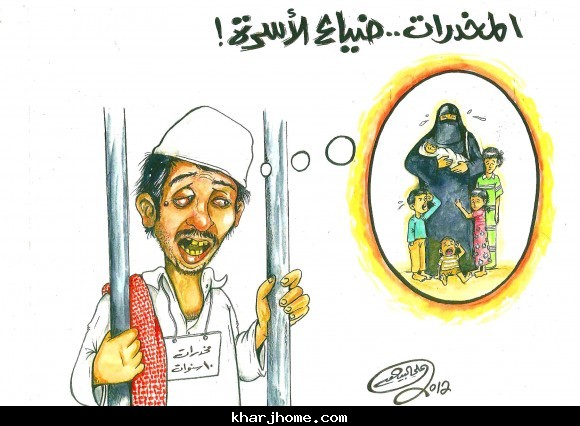 المخدرات..ضياع الأسرة!
مخدرات
١٠ سنوات
2012
kharjhome.com